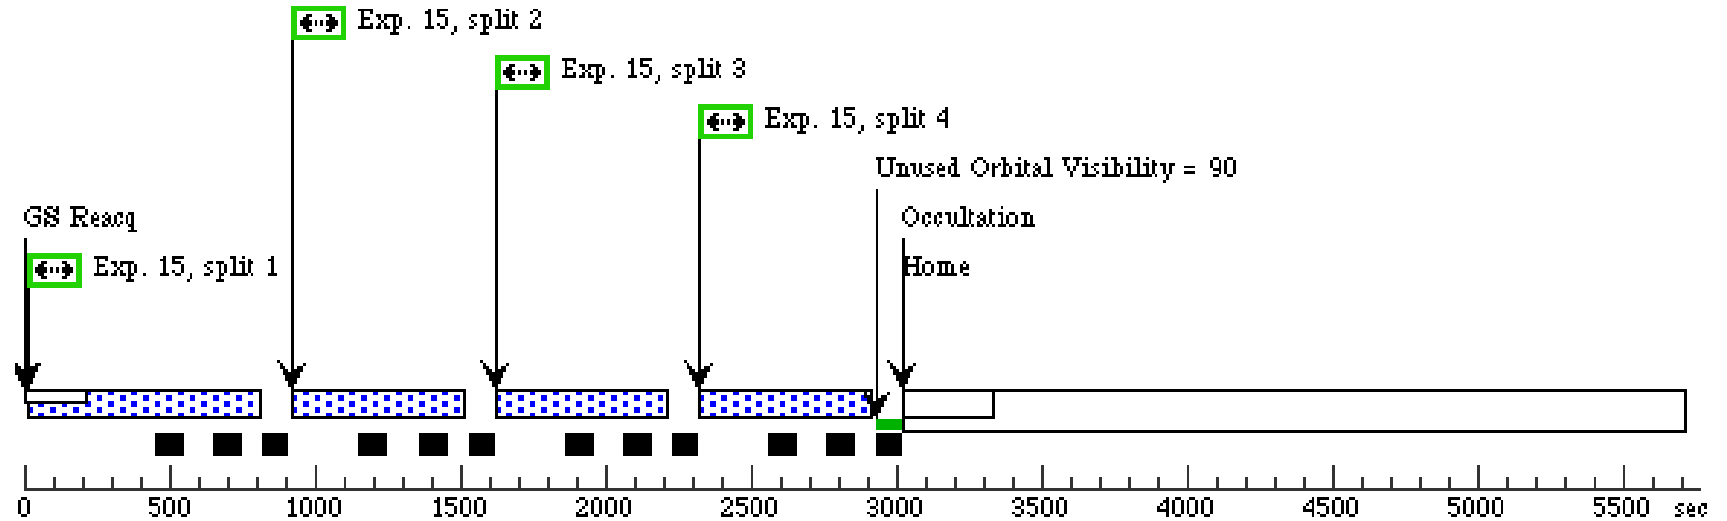 Exp. 15, split 2
Exp. 15, split 3
Exp. 15, split 4
Unused Orbital Visibility = 90
GS Reacq
Occultation
Exp. 15, split 1
Home
0 500 1000 1500 2000 2500 3000 3500 4000 4500 5000 5500 sec